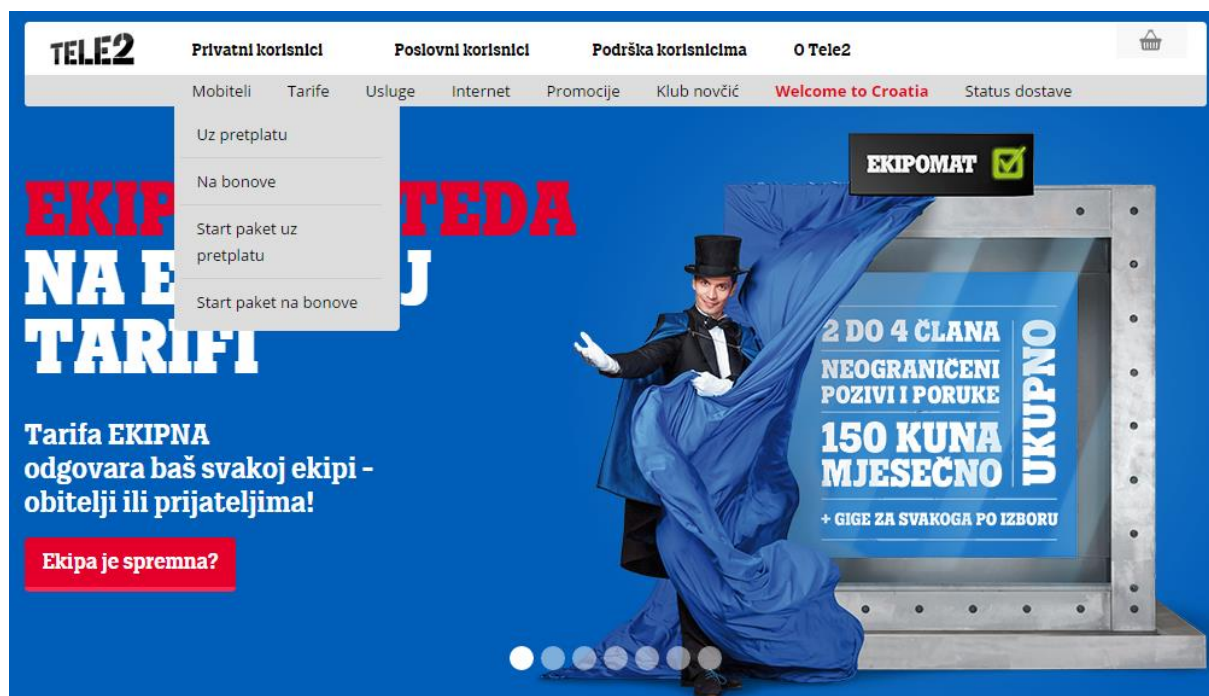 TELE2
Privatni korisnici Poslovni korisnici Podrška korisnicima O Tele2
Mobiteli Tarife Usluge Internet Promocije Klub novčić Welcome to Croatia Status dostave
Uz pretplatu
Na bonove
Start paket uz
pretplatu
Start paket na bonove
NA
TARIFI
Tarifa EKIPNA
odgovara baš svakoj ekipi -
obitelji ili prijateljima!
Ekipa je spremna?
EKIPOMAT
2 DO 4 ČLANA
NEOGRANIČENI
POZIVI I PORUKE
150 KUNA
MJESEČNO
UKUPNO
+ GIGE ZA SVAKOGA PO IZBORU